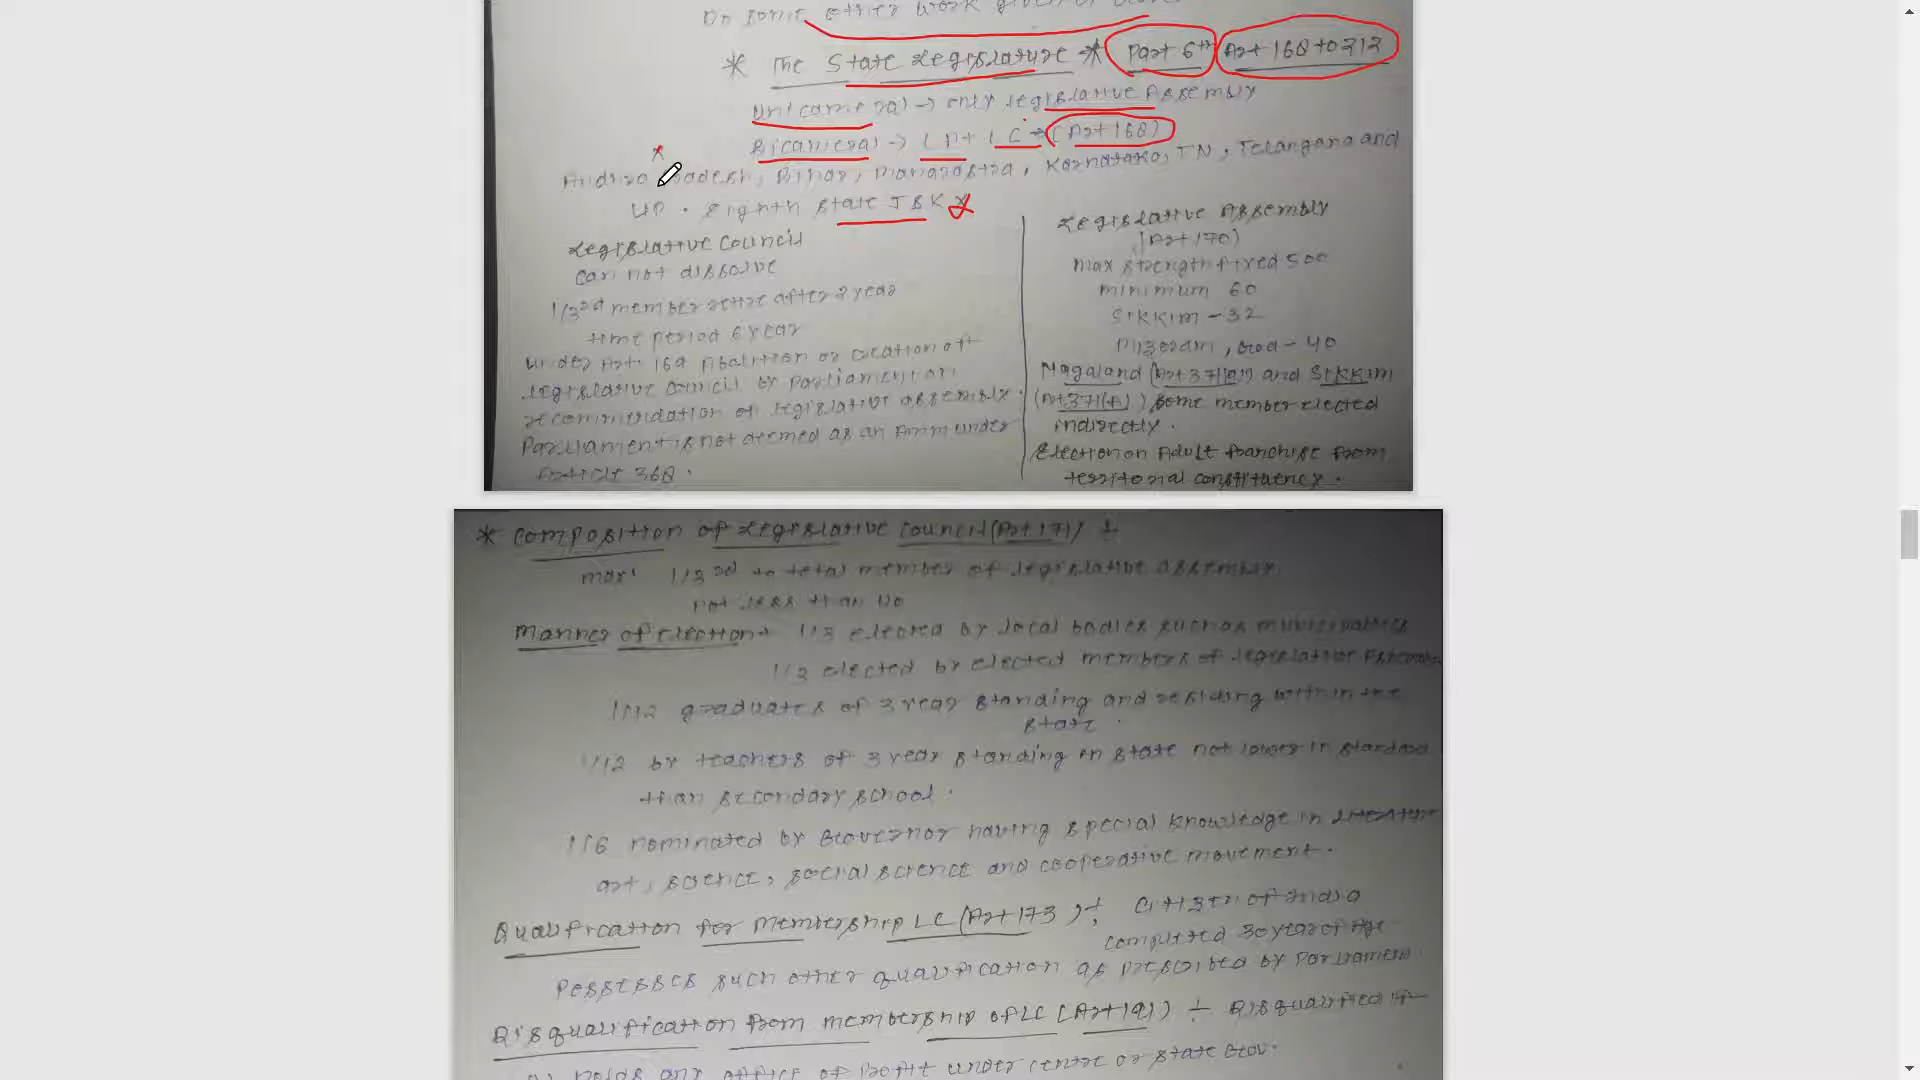 Do some other work given by
* The State Legislature * Part 6th Art 168 to 212
Unicameral → only legislative Assembly
Bicameral → LA + LC → (Art 168)
Andhra Pradesh, Bihar, Maharastra, Karnataka, TN, Telangana and
UP. Eighth state J&K
Legislative Council
can not dissolve
1/3rd member retire after 2 year
time period 6 year
Under Art 169 Abolition or creation of
legislative council by Parliament on
recommendation of legislative assembly.
Parliament is not deemed as an Amm under
Article 368.
Legislative Assembly
(Art 170)
Max strength fixed 500
minimum 60
Sikkim - 32
Mizoram, Goa - 40
Nagaland (Art 371(A)) and Sikkim
(Art 371(F)) some member elected
indirectly.
Election on Adult franchise from
territorial constituency.
* Composition of Legislative Council (Art 171) ÷
max. 1/3rd to total member of legislative assembly
not less than 40
Manner of election → 1/3 elected by local bodies such as municipalities
1/3 elected by elected members of legislative
1/12 graduates of 3 year standing and residing within the
state.
1/12 by teachers of 3 year standing in state not lower in standard
than secondary school.
1/6 nominated by Governor having special knowledge in literature
art, science, social science and cooperative movement.
Qualification for Membership LC (Art 173) ÷ Citizen of India
completed 30 year of age
Possesses such other qualification as prescribed by Parliament.
Disqualification from membership of LC (Art 191) ÷ Disqualified if
a) holds any office of profit under centre or state Gov.